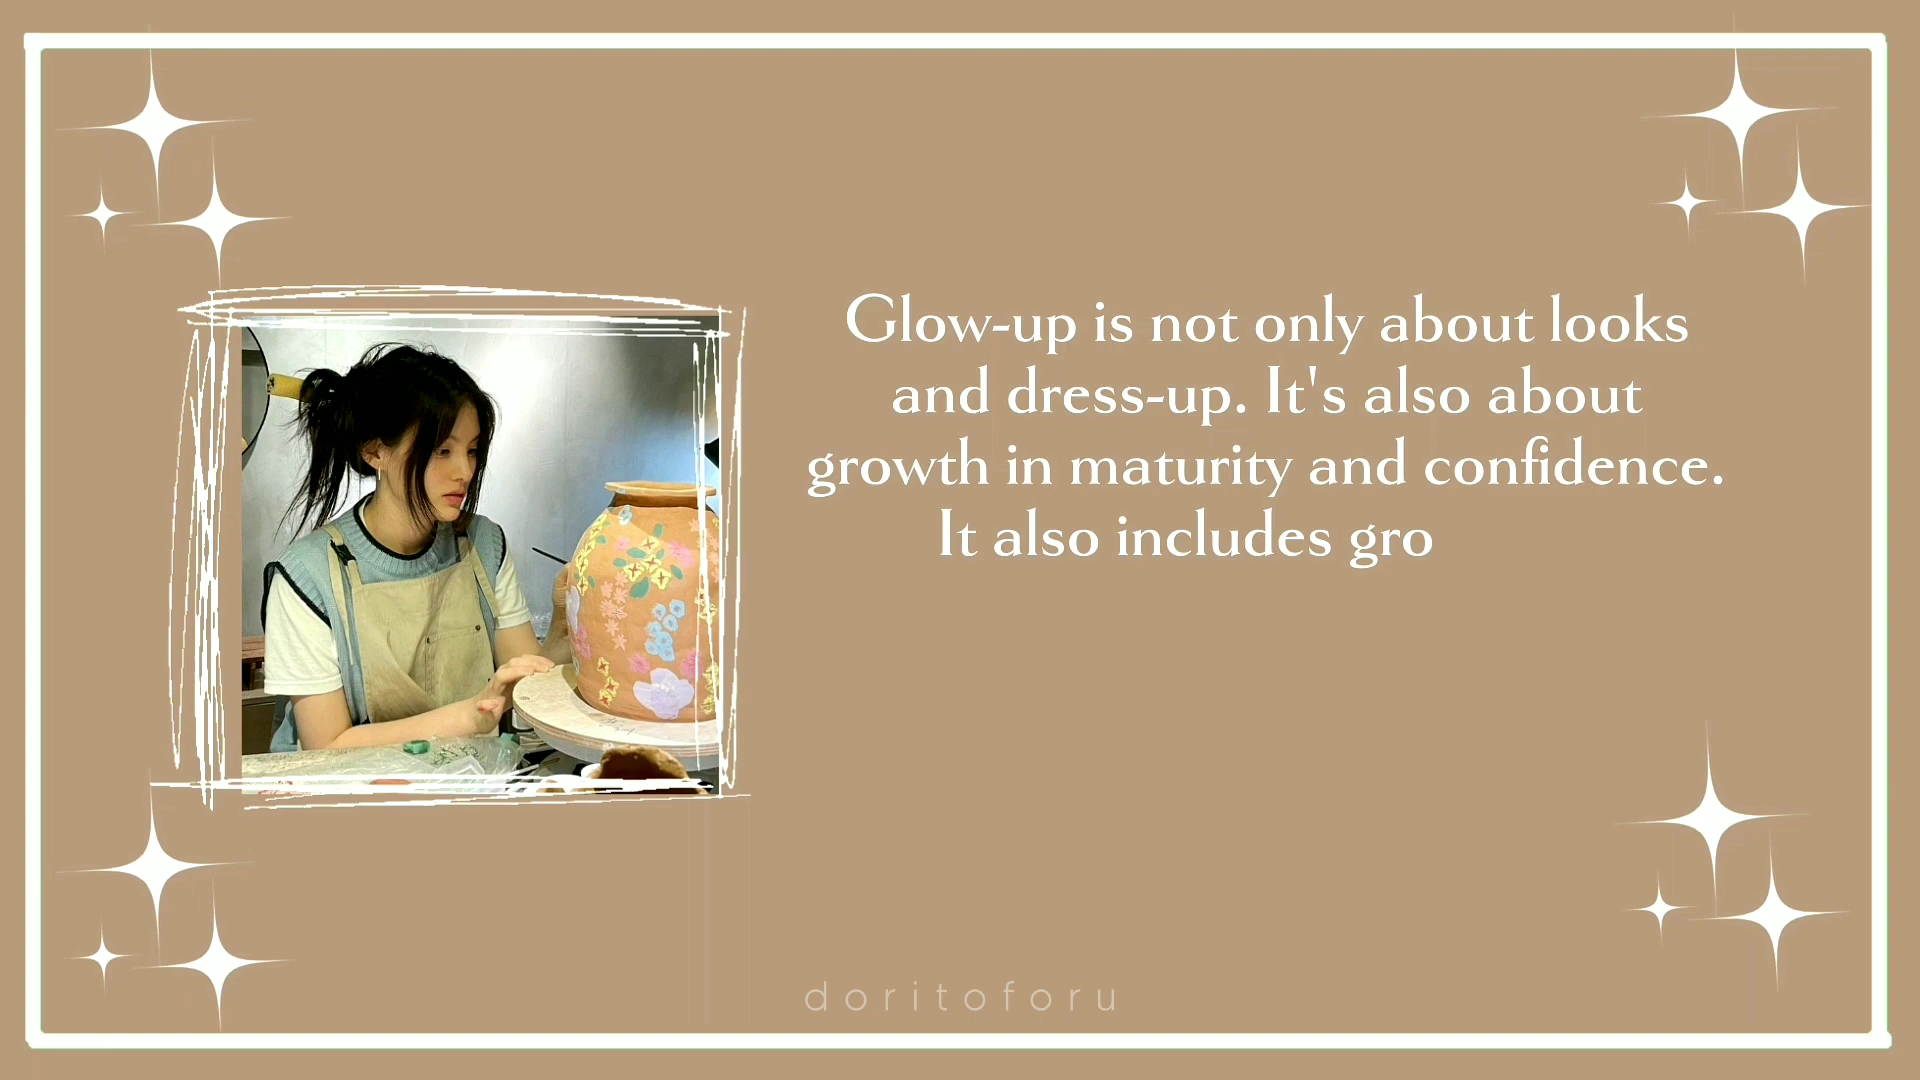 Glow-up is not only about looks
and dress-up. It's also about
growth in maturity and confidence.
It also includes gro
doritoforu